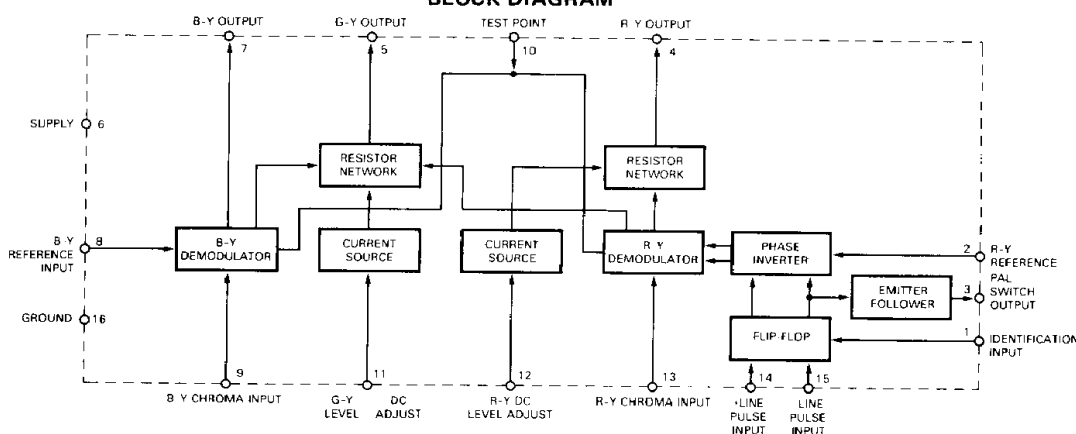 BLOCK DIAGRAM
B-Y OUTPUT
G-Y OUTPUT
TEST POINT
R-Y OUTPUT
7
5
10
4
SUPPLY 6
RESISTOR
NETWORK
RESISTOR
NETWORK
B-Y
REFERENCE
INPUT
8
B-Y
DEMODULATOR
CURRENT
SOURCE
CURRENT
SOURCE
R-Y
DEMODULATOR
PHASE
INVERTER
2
R-Y
REFERENCE
EMITTER
FOLLOWER
3
PAL
SWITCH
OUTPUT
GROUND 16
FLIP-FLOP
1
IDENTIFICATION
INPUT
9
11
12
13
14
15
B-Y CHROMA INPUT
G-Y DC
LEVEL ADJUST
R-Y DC
LEVEL ADJUST
R-Y CHROMA INPUT
+LINE
PULSE
INPUT
LINE
PULSE
INPUT